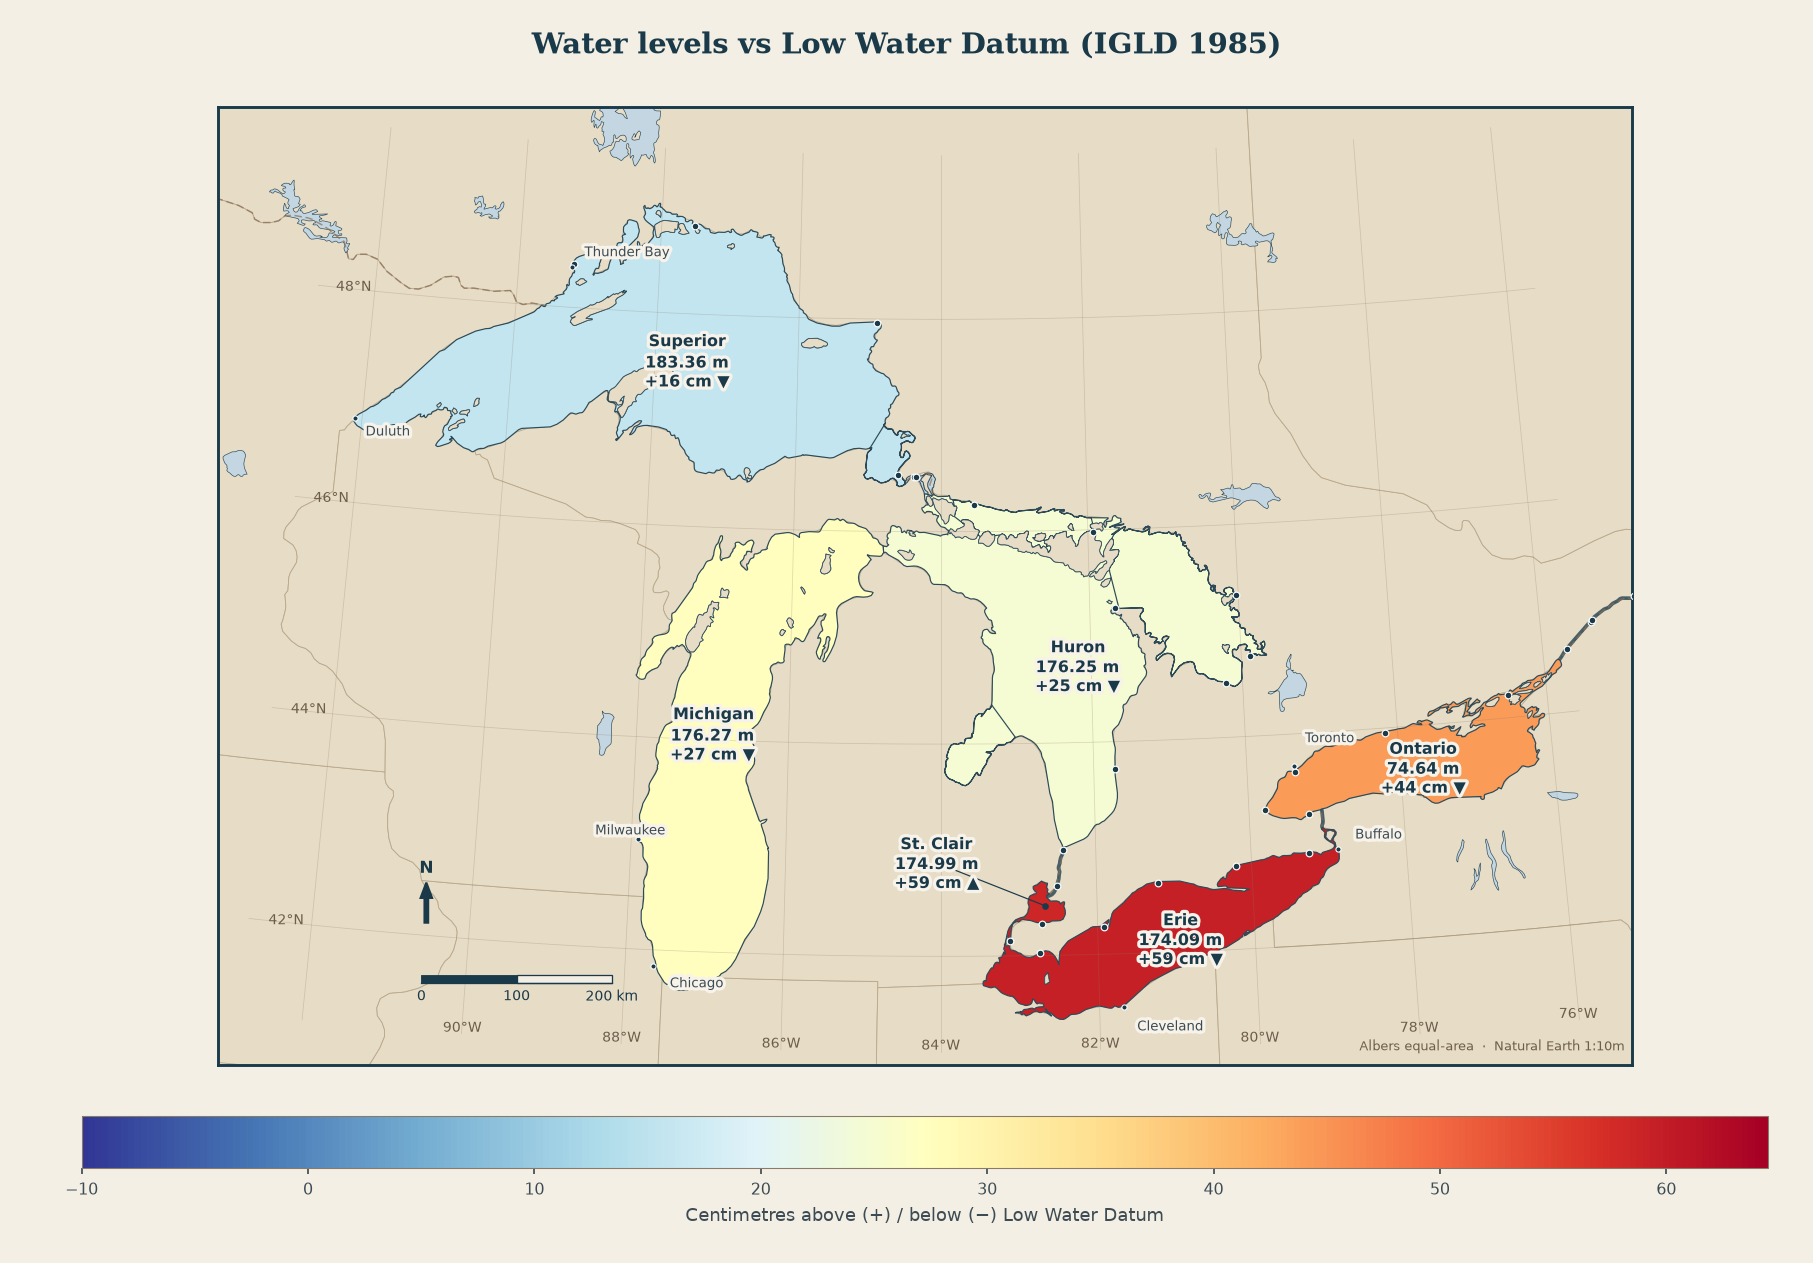 Water levels vs Low Water Datum (IGLD 1985)
Thunder Bay
48°N
Superior
183.36 m
+16 cm ▼
Duluth
46°N
Huron
176.25 m
+25 cm ▼
44°N
Michigan
176.27 m
+27 cm ▼
Toronto
Ontario
74.64 m
+44 cm ▼
Milwaukee
Buffalo
St. Clair
174.99 m
+59 cm ▲
N
42°N
Erie
174.09 m
+59 cm ▼
Chicago
0 100 200 km
Cleveland
90°W 88°W 86°W 84°W 82°W 80°W 78°W 76°W
Albers equal-area · Natural Earth 1:10m
−10 0 10 20 30 40 50 60
Centimetres above (+) / below (−) Low Water Datum